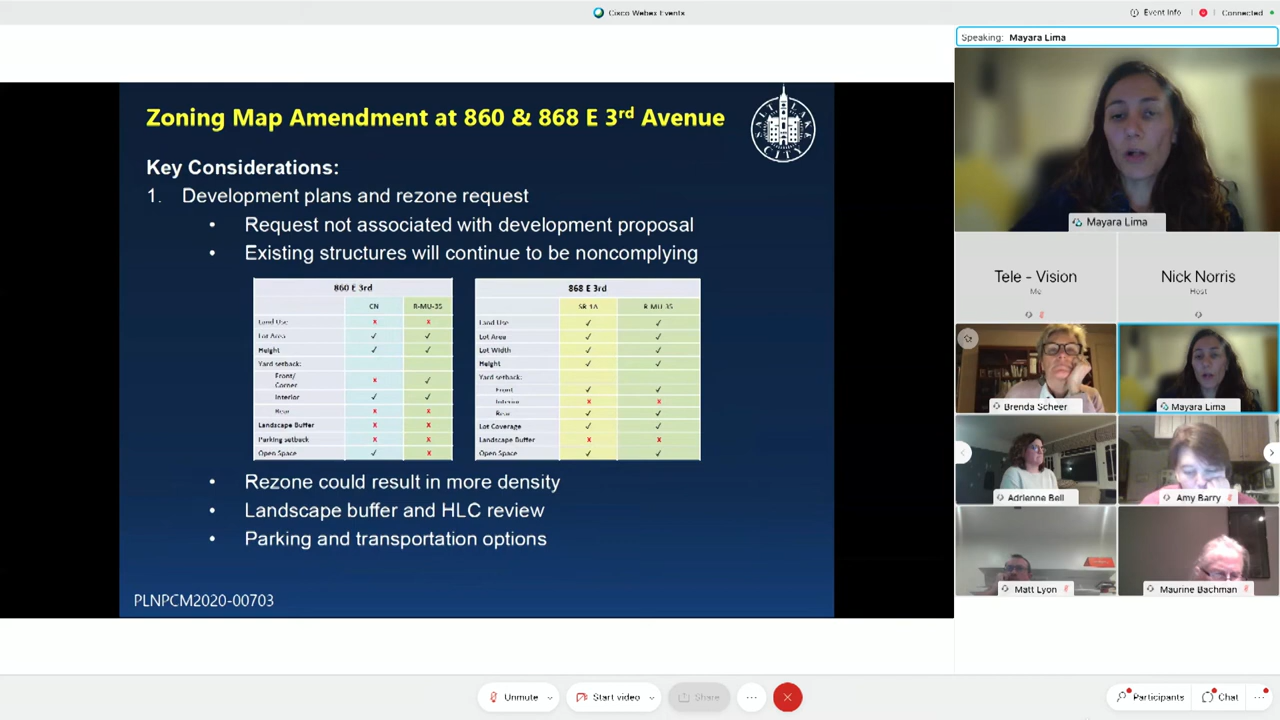 Cisco Webex Events
Event Info
Connected
Speaking: Mayara Lima
Zoning Map Amendment at 860 & 868 E 3rd Avenue
SALT LAKE
CITY
Key Considerations:
1. Development plans and rezone request
• Request not associated with development proposal
• Existing structures will continue to be noncomplying
860 E 3rd
CN R-MU-35
Land Use x x
Lot Area ✓ ✓
Height ✓ ✓
Yard setback:
Front/
Corner x ✓
Interior ✓ ✓
Rear x x
Landscape Buffer x x
Parking setback x x
Open Space ✓ x
868 E 3rd
SR-1A R-MU-35
Land Use ✓ ✓
Lot Area ✓ ✓
Lot Width ✓ ✓
Height ✓ ✓
Yard setback:
Front ✓ ✓
Interior x x
Rear ✓ ✓
Lot Coverage ✓ ✓
Landscape Buffer x x
Open Space ✓ ✓
• Rezone could result in more density
• Landscape buffer and HLC review
• Parking and transportation options
PLNPCM2020-00703
Mayara Lima
Tele - Vision
Me
Nick Norris
Host
Brenda Scheer
Mayara Lima
Adrienne Bell
Amy Barry
Matt Lyon
Maurine Bachman
Unmute
Start video
Share
Participants
Chat